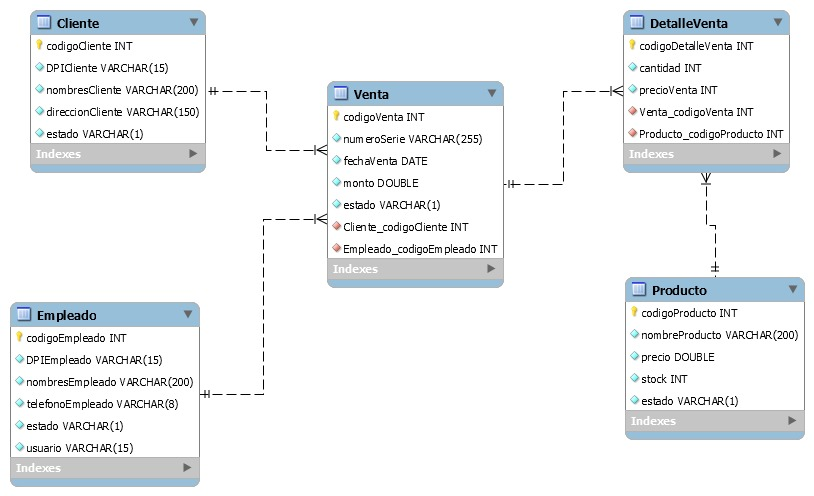 Cliente
codigoCliente INT
DPICliente VARCHAR(15)
nombresCliente VARCHAR(200)
direccionCliente VARCHAR(150)
estado VARCHAR(1)
Indexes
Venta
codigoVenta INT
numeroSerie VARCHAR(255)
fechaVenta DATE
monto DOUBLE
estado VARCHAR(1)
Cliente_codigoCliente INT
Empleado_codigoEmpleado INT
Indexes
DetalleVenta
codigoDetalleVenta INT
cantidad INT
precioVenta INT
Venta_codigoVenta INT
Producto_codigoProducto INT
Indexes
Empleado
codigoEmpleado INT
DPIEmpleado VARCHAR(15)
nombresEmpleado VARCHAR(200)
telefonoEmpleado VARCHAR(8)
estado VARCHAR(1)
usuario VARCHAR(15)
Indexes
Producto
codigoProducto INT
nombreProducto VARCHAR(200)
precio DOUBLE
stock INT
estado VARCHAR(1)
Indexes